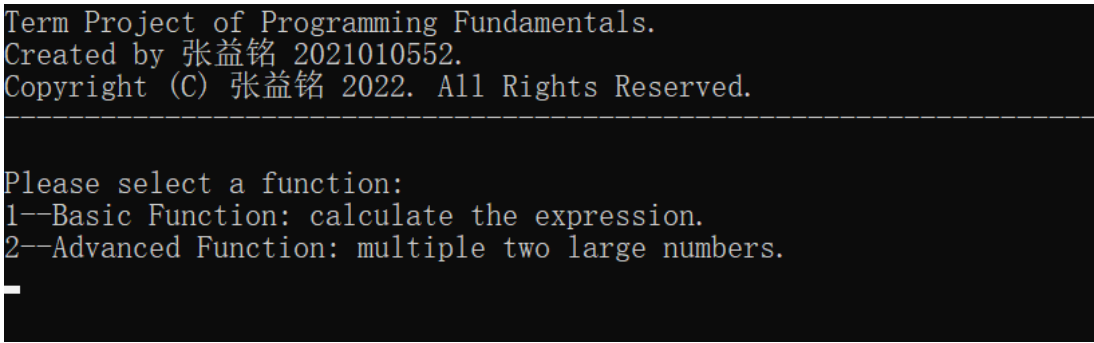 Term Project of Programming Fundamentals.
Created by 张益铭 2021010552.
Copyright (C) 张益铭 2022. All Rights Reserved.
--------------------------------------------------------------------
Please select a function:
1--Basic Function: calculate the expression.
2--Advanced Function: multiple two large numbers.